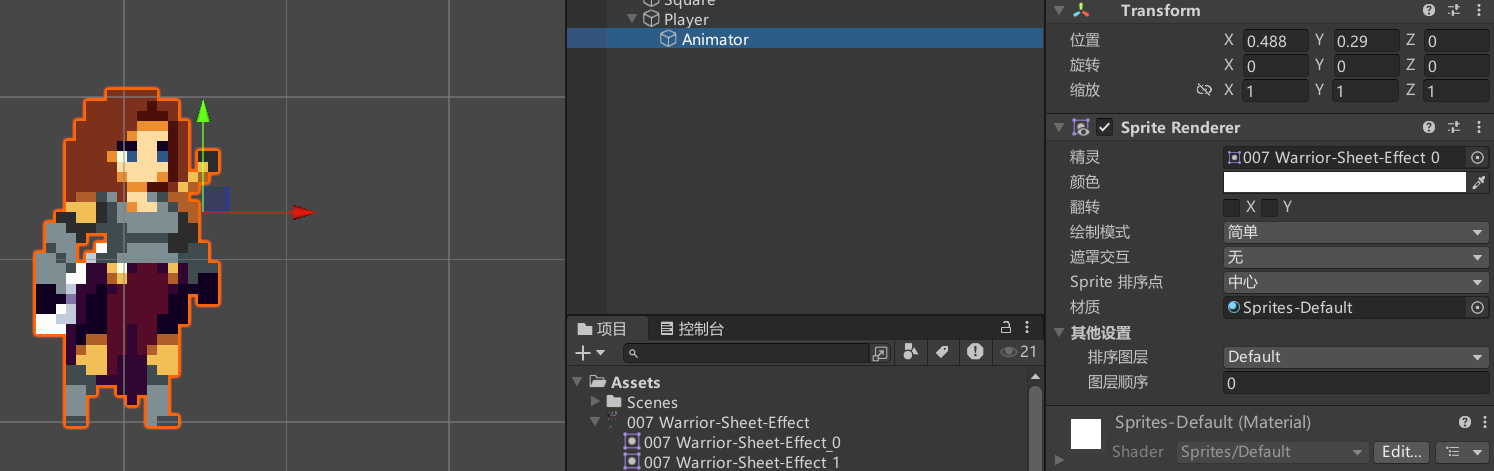 Square
Player
Animator
Transform
位置 X 0.488 Y 0.29 Z 0
旋转 X 0 Y 0 Z 0
缩放 X 1 Y 1 Z 1
Sprite Renderer
精灵 007 Warrior-Sheet-Effect 0
颜色
翻转 X Y
绘制模式 简单
遮罩交互 无
Sprite 排序点 中心
材质 Sprites-Default
其他设置
排序图层 Default
图层顺序 0
Sprites-Default (Material)
Shader Sprites/Default Edit...
项目 控制台
21
Assets
Scenes
007 Warrior-Sheet-Effect
007 Warrior-Sheet-Effect_0
007 Warrior-Sheet-Effect_1